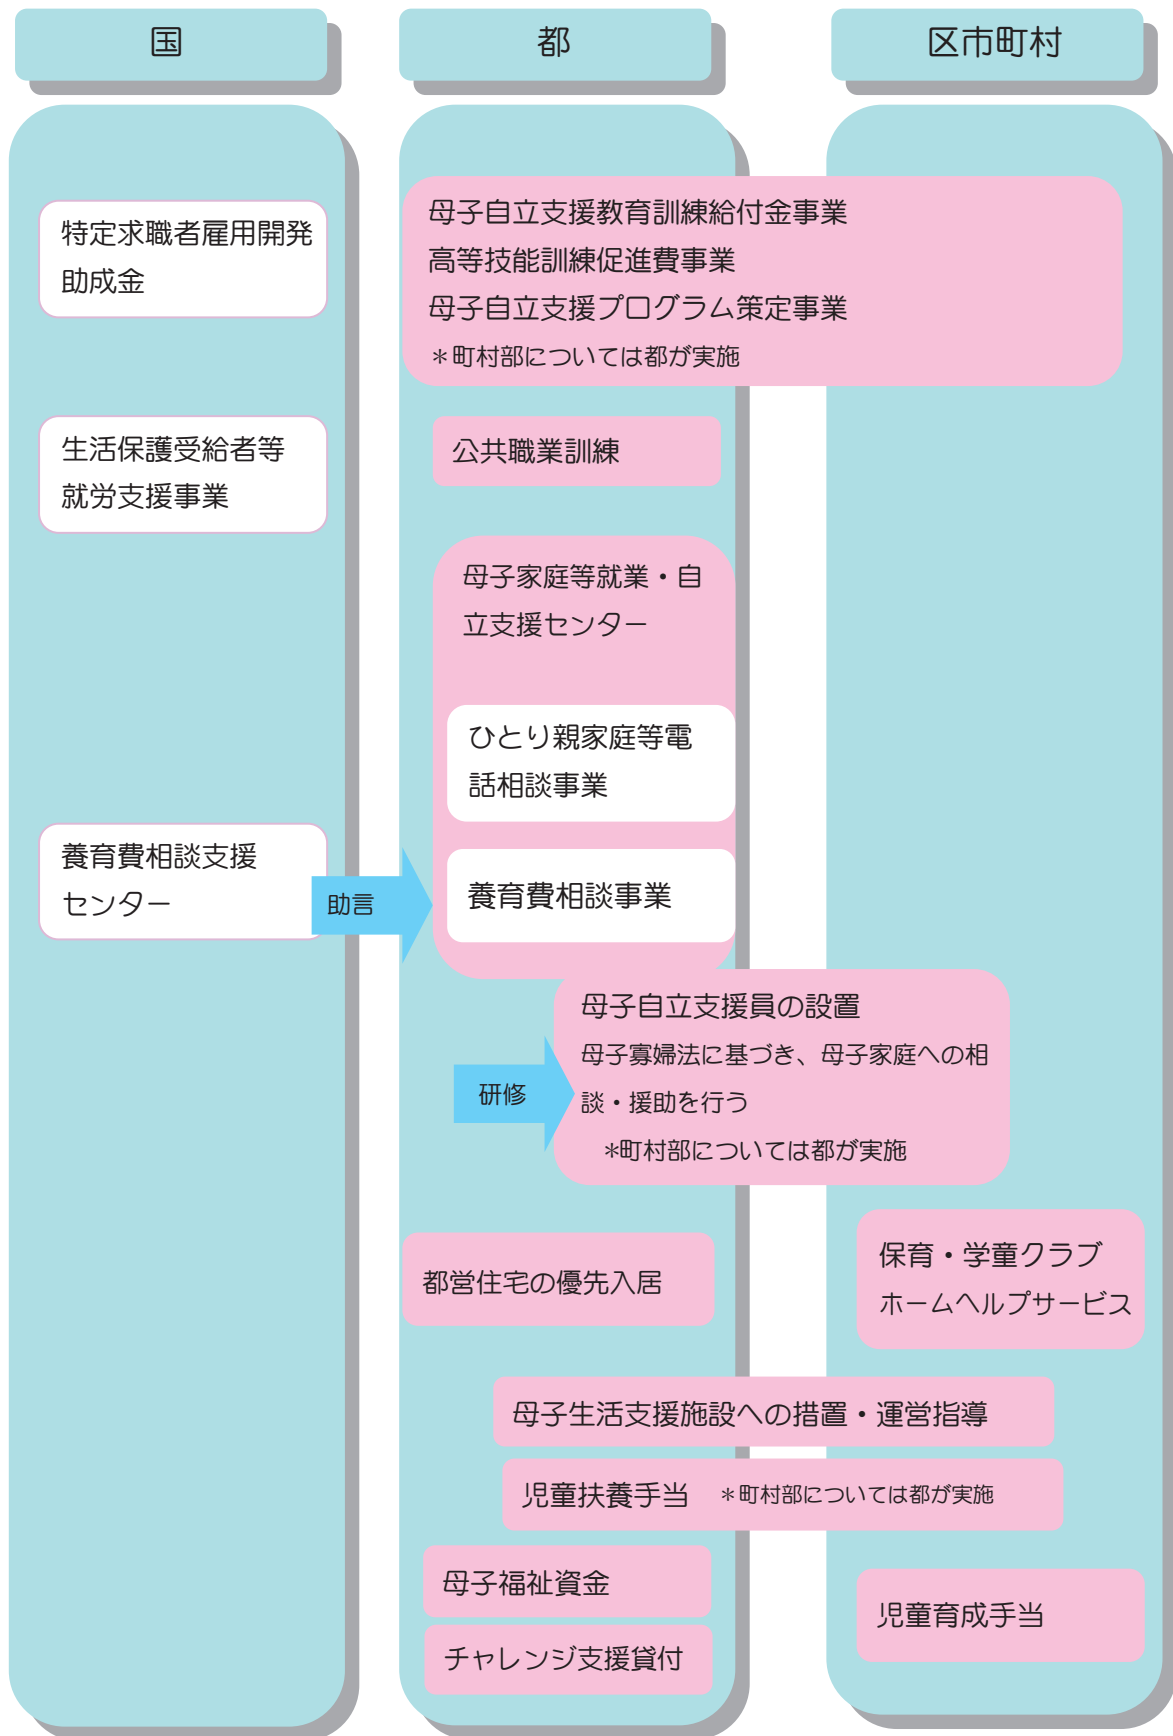 国
都
区市町村
特定求職者雇用開発
助成金
母子自立支援教育訓練給付金事業
高等技能訓練促進費事業
母子自立支援プログラム策定事業
＊町村部については都が実施
生活保護受給者等
就労支援事業
公共職業訓練
母子家庭等就業・自
立支援センター
ひとり親家庭等電
話相談事業
養育費相談支援
センター
助言
養育費相談事業
母子自立支援員の設置
母子寡婦法に基づき、母子家庭への相
談・援助を行う
＊町村部については都が実施
研修
都営住宅の優先入居
保育・学童クラブ
ホームヘルプサービス
母子生活支援施設への措置・運営指導
児童扶養手当　＊町村部については都が実施
母子福祉資金
児童育成手当
チャレンジ支援貸付